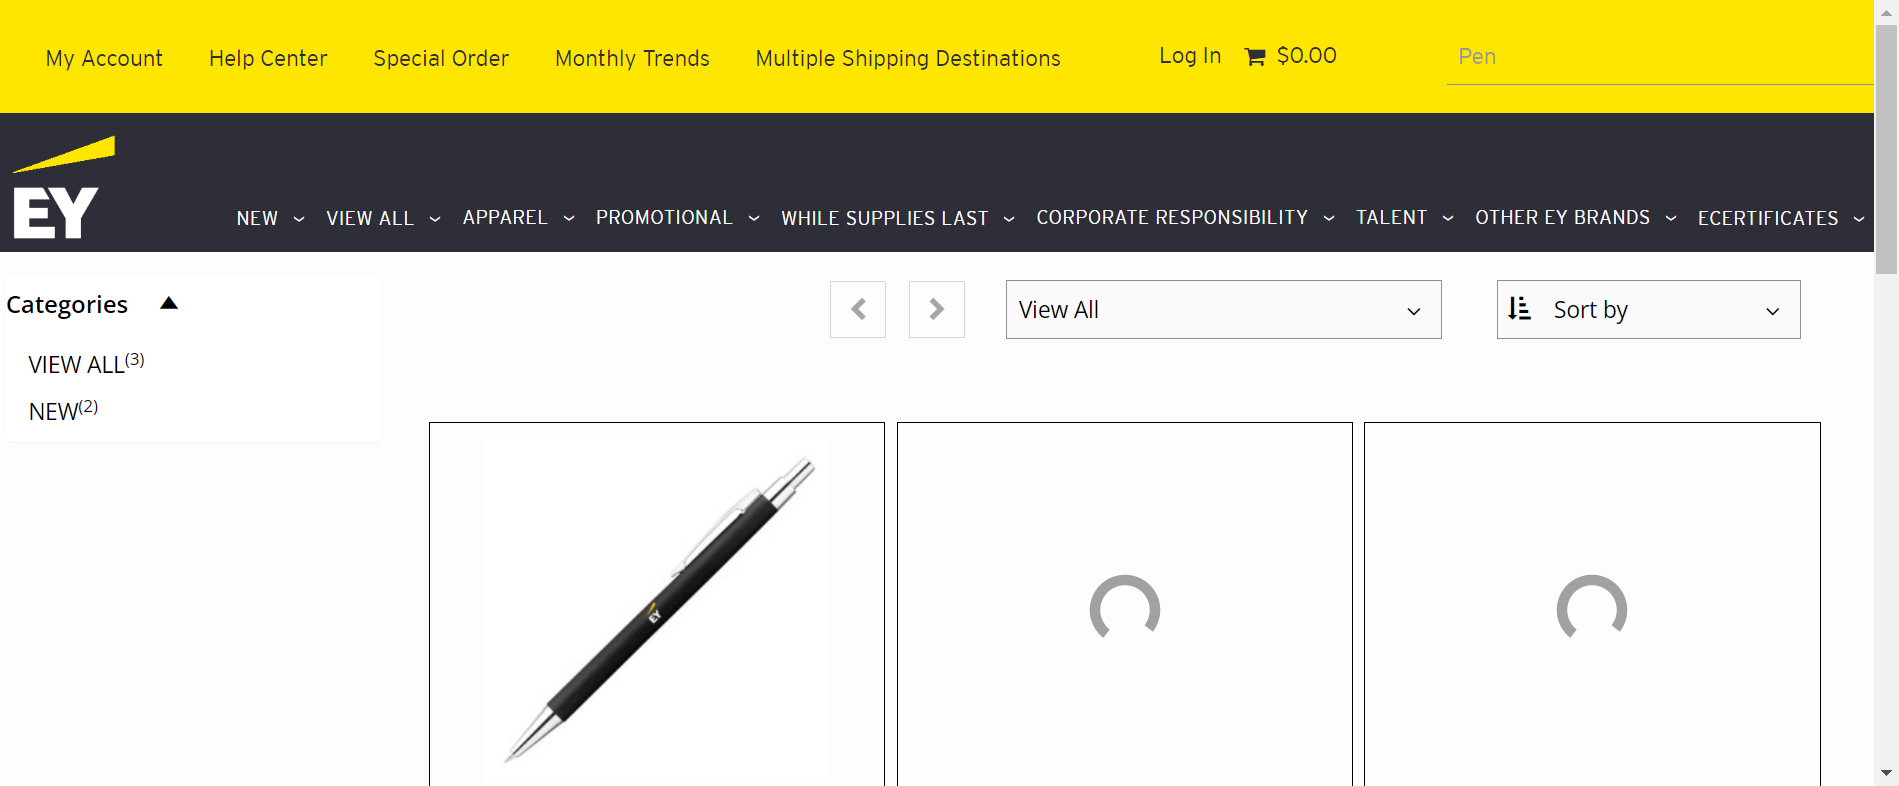 My Account Help Center Special Order Monthly Trends Multiple Shipping Destinations Log In $0.00 Pen
EY
NEW VIEW ALL APPAREL PROMOTIONAL WHILE SUPPLIES LAST CORPORATE RESPONSIBILITY TALENT OTHER EY BRANDS ECERTIFICATES
Categories
VIEW ALL(3)
NEW(2)
View All Sort by
EY